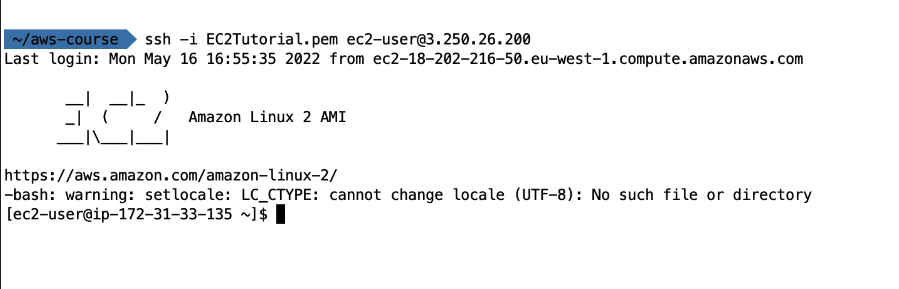 ~/aws-course ssh -i EC2Tutorial.pem ec2-user@3.250.26.200
Last login: Mon May 16 16:55:35 2022 from ec2-18-202-216-50.eu-west-1.compute.amazonaws.com
__|  __|_  )
_|  (     /   Amazon Linux 2 AMI
___|\___|___|
https://aws.amazon.com/amazon-linux-2/
-bash: warning: setlocale: LC_CTYPE: cannot change locale (UTF-8): No such file or directory
[ec2-user@ip-172-31-33-135 ~]$